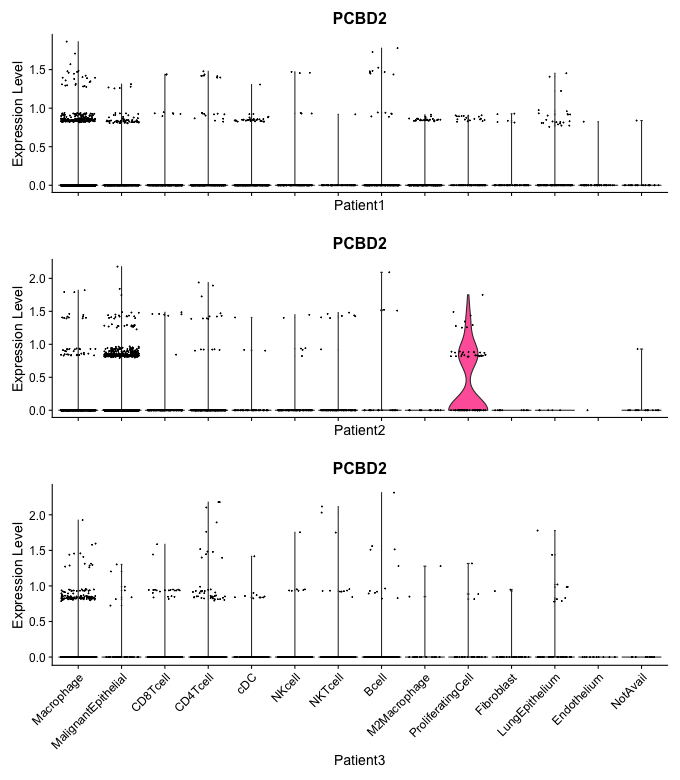 PCBD2
Expression Level
1.5
1.0
0.5
0.0
Patient1
PCBD2
Expression Level
2.0
1.5
1.0
0.5
0.0
Patient2
PCBD2
Expression Level
2.0
1.5
1.0
0.5
0.0
Macrophage
MalignantEpithelial
CD8Tcell
CD4Tcell
cDC
NKcell
NKTcell
Bcell
M2Macrophage
ProliferatingCell
Fibroblast
LungEpithelium
Endothelium
NotAvail
Patient3